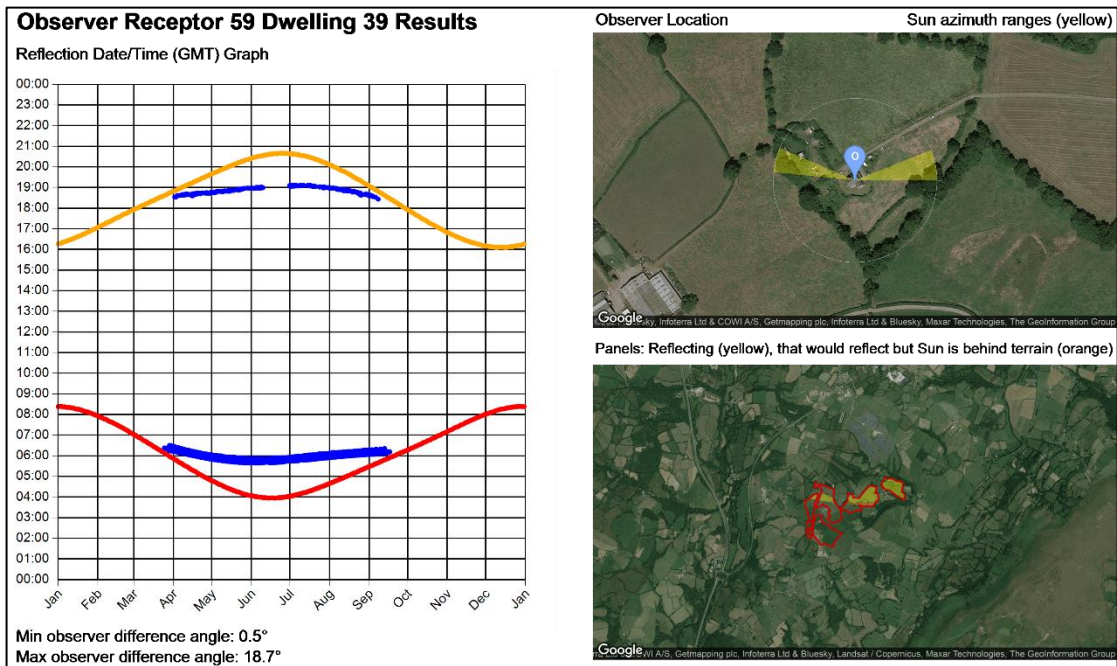 Observer Receptor 59 Dwelling 39 Results
Reflection Date/Time (GMT) Graph
00:00
23:00
22:00
21:00
20:00
19:00
18:00
17:00
16:00
15:00
14:00
13:00
12:00
11:00
10:00
09:00
08:00
07:00
06:00
05:00
04:00
03:00
02:00
01:00
00:00
Jan Feb Mar Apr May Jun Jul Aug Sep Oct Nov Dec Jan
Min observer difference angle: 0.5°
Max observer difference angle: 18.7°
Observer Location Sun azimuth ranges (yellow)
0
Google
Infoterra Ltd & COWI A/S, Getmapping plc, Infoterra Ltd & Bluesky, Maxar Technologies, The GeoInformation Group
Panels: Reflecting (yellow), that would reflect but Sun is behind terrain (orange)
Google
A/S, Getmapping plc, Infoterra Ltd & Bluesky, Landsat / Copernicus, Maxar Technologies, The GeoInformation Group